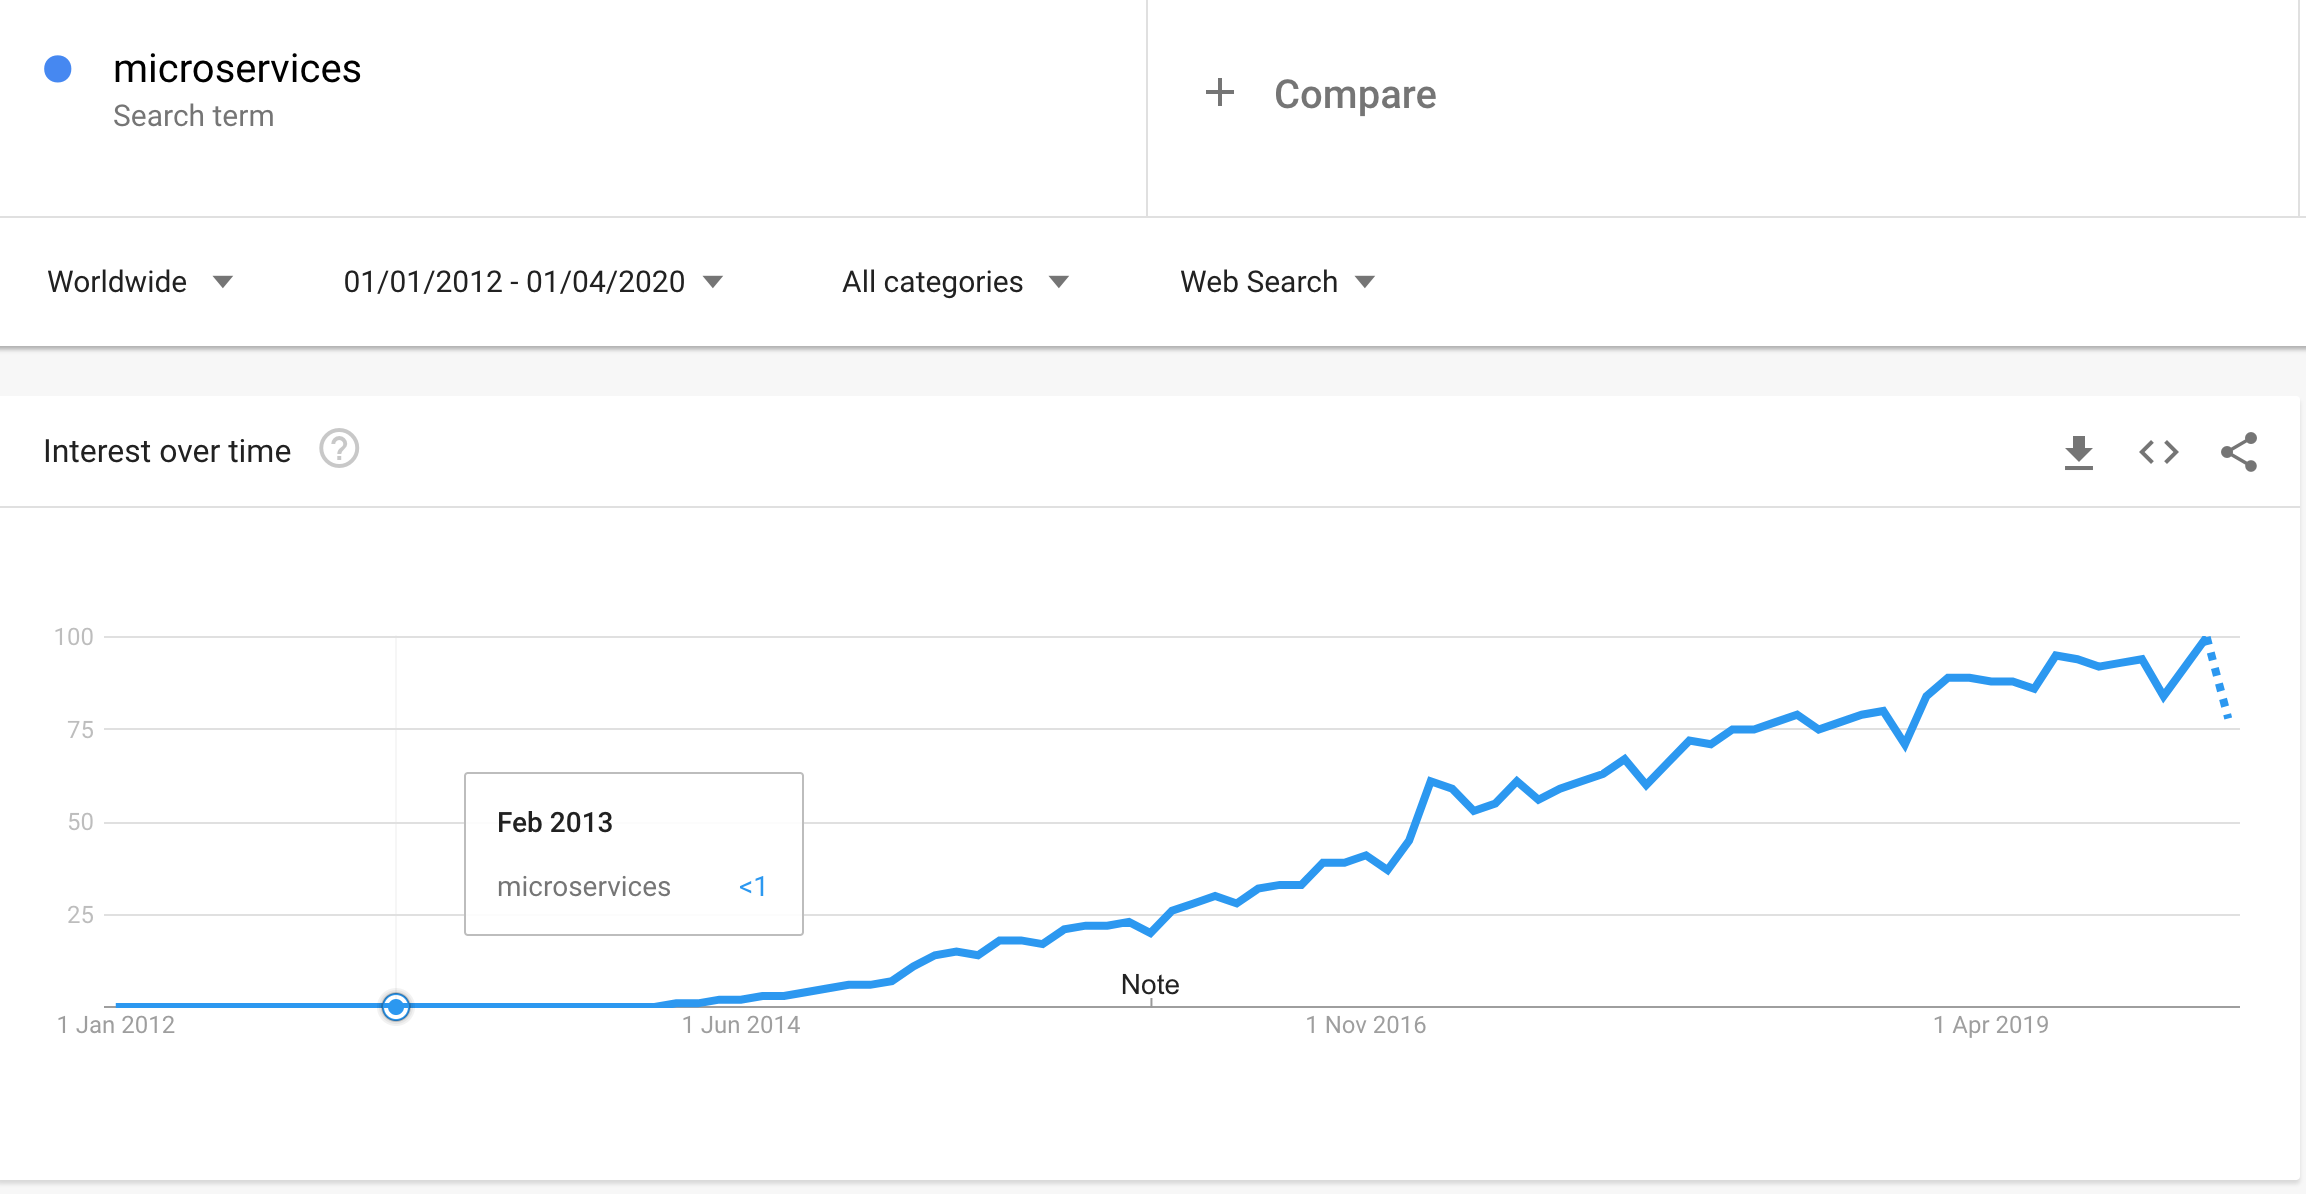 microservices
Search term
+ Compare
Worldwide
01/01/2012 - 01/04/2020
All categories
Web Search
Interest over time
?
100
75
50
25
Feb 2013
microservices <1
Note
1 Jan 2012
1 Jun 2014
1 Nov 2016
1 Apr 2019